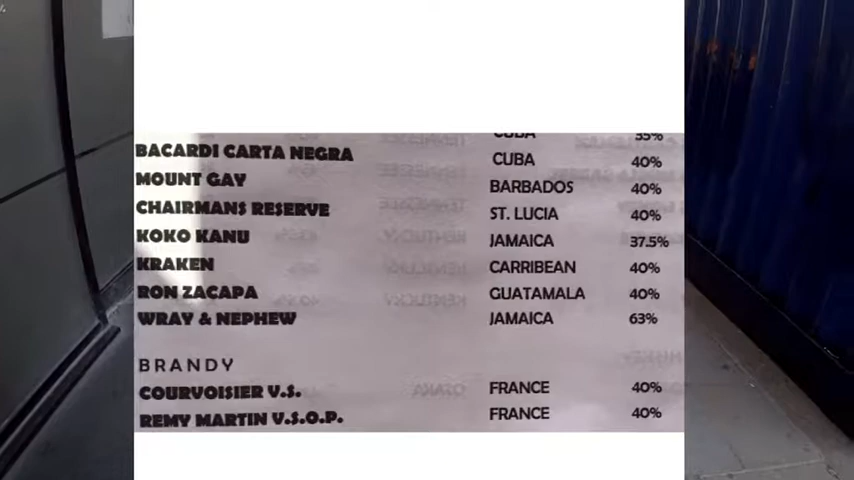 CUBA 35%
BACARDI CARTA NEGRA CUBA 40%
MOUNT GAY BARBADOS 40%
CHAIRMANS RESERVE ST. LUCIA 40%
KOKO KANU JAMAICA 37.5%
KRAKEN CARRIBEAN 40%
RON ZACAPA GUATAMALA 40%
WRAY & NEPHEW JAMAICA 63%
BRANDY
COURVOISIER V.S. FRANCE 40%
REMY MARTIN V.S.O.P. FRANCE 40%